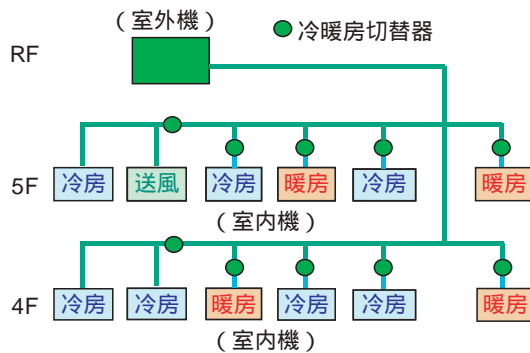 (室外機)
冷暖房切替器
RF
5F 冷房 送風 冷房 暖房 冷房 暖房
(室内機)
4F 冷房 冷房 暖房 冷房 冷房 暖房
(室内機)